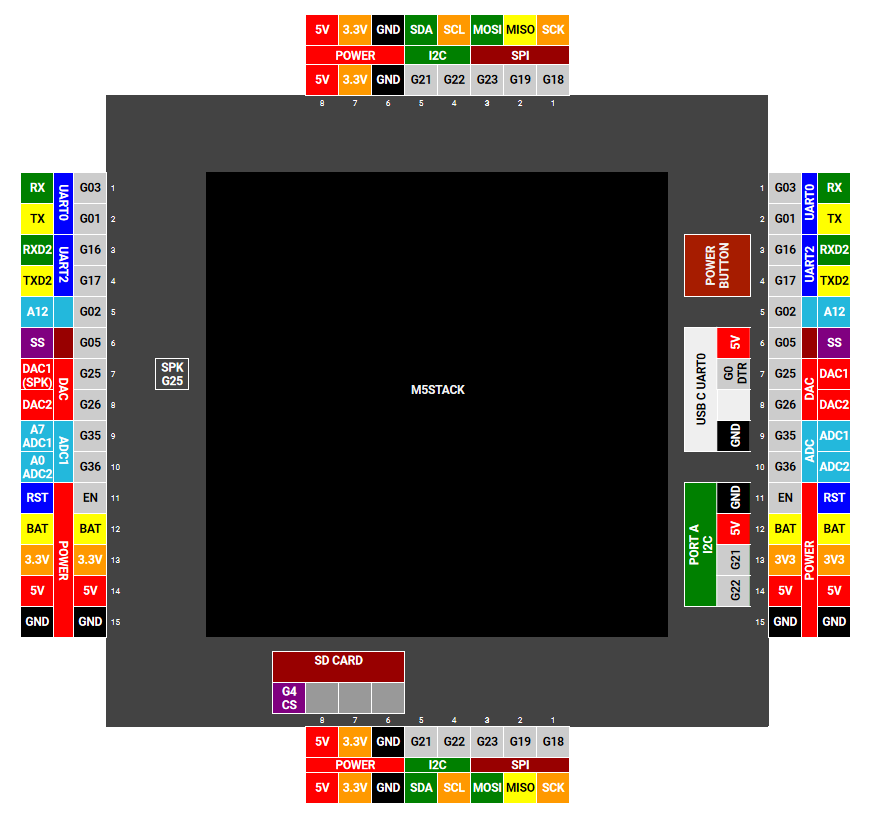 5V 3.3V GND SDA SCL MOSI MISO SCK
POWER I2C SPI
5V 3.3V GND G21 G22 G23 G19 G18
8 7 6 5 4 3 2 1
RX UART0 G03 1
TX G01 2
RXD2 UART2 G16 3
TXD2 G17 4
A12 G02 5
SS G05 6
DAC1
(SPK) DAC G25 7
DAC2 G26 8
A7
ADC1 ADC1 G35 9
A0
ADC2 G36 10
RST EN 11
BAT BAT 12
3.3V POWER 3.3V 13
5V 5V 14
GND GND 15
SPK
G25
M5STACK
POWER
BUTTON
USB C UART0
5V
G0
DTR
GND
PORT A
I2C
GND
5V
G21
G22
1 G03 UART0 RX
2 G01 TX
3 G16 UART2 RXD2
4 G17 TXD2
5 G02 A12
6 G05 SS
7 G25 DAC DAC1
8 G26 DAC2
9 G35 ADC ADC1
10 G36 ADC2
11 EN RST
12 BAT BAT
13 3V3 POWER 3V3
14 5V 5V
15 GND GND
SD CARD
G4
CS
8 7 6 5 4 3 2 1
5V 3.3V GND G21 G22 G23 G19 G18
POWER I2C SPI
5V 3.3V GND SDA SCL MOSI MISO SCK